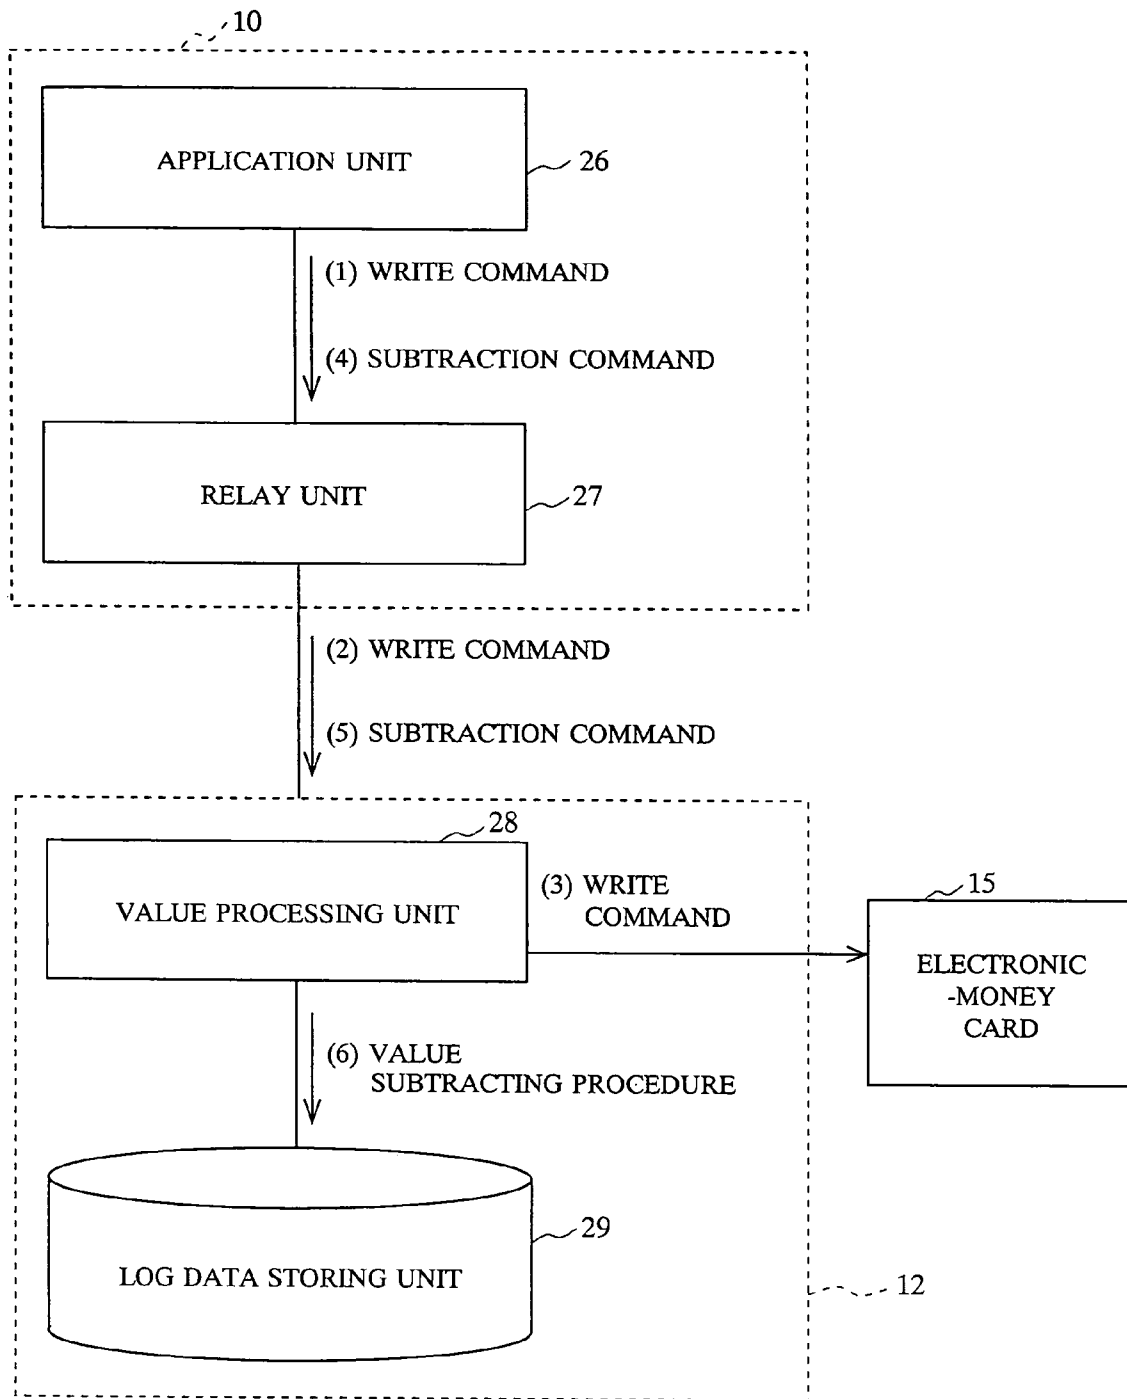 10
APPLICATION UNIT
26
(1) WRITE COMMAND
(4) SUBTRACTION COMMAND
RELAY UNIT
27
(2) WRITE COMMAND
(5) SUBTRACTION COMMAND
28
VALUE PROCESSING UNIT
(3) WRITE
COMMAND
15
ELECTRONIC
-MONEY
CARD
(6) VALUE
SUBTRACTING PROCEDURE
29
LOG DATA STORING UNIT
12